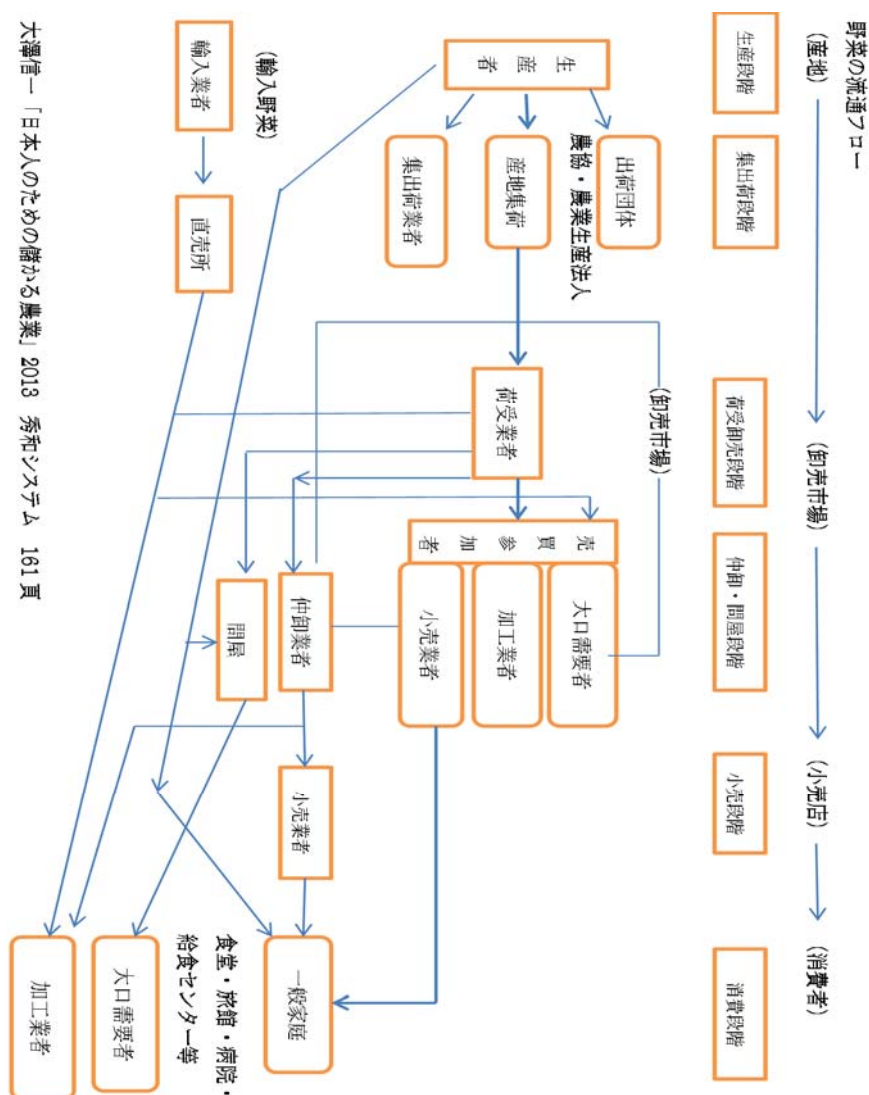 野菜の流通フロー
(産地)
(卸売市場)
(小売店)
(消費者)
生産段階
集出荷段階
荷受卸売段階
仲卸・問屋段階
小売段階
消費段階
生産者
出荷団体
農協・農業生産法人
産地集荷
集出荷業者
(卸売市場)
荷受業者
売買参加者
大口需要者
加工業者
小売業者
仲卸業者
問屋
小売業者
一般家庭
食堂・旅館・病院・
給食センター等
大口需要者
加工業者
(輸入野菜)
輸入業者
直売所
大澤信一「日本人のための儲かる農業」2013 秀和システム 161頁